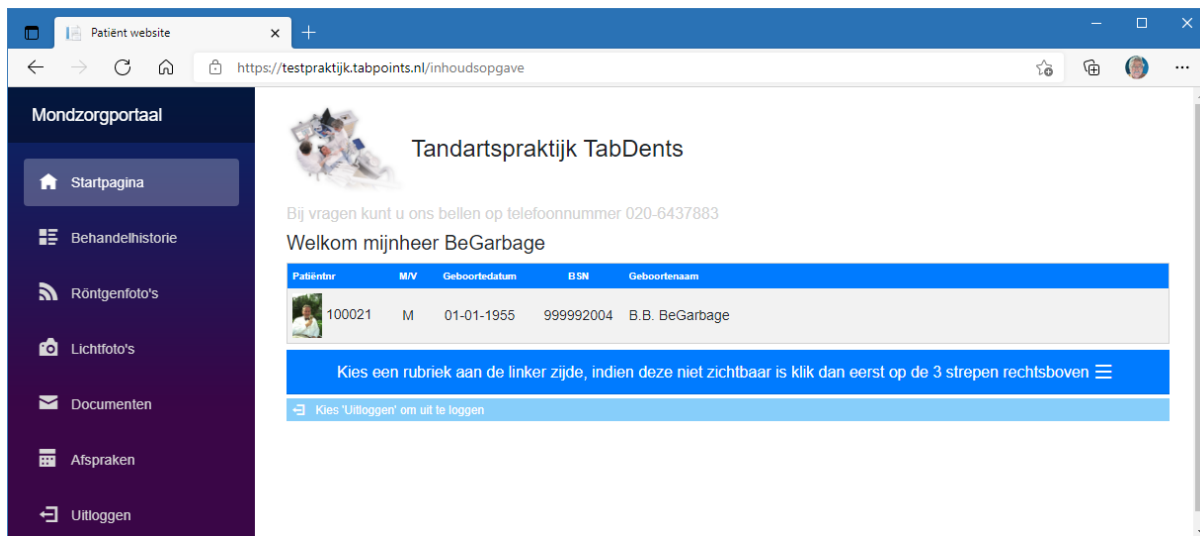 Patiënt website
https://testpraktijk.tabpoints.nl/inhoudsopgave
Mondzorgportaal
Startpagina
Behandelhistorie
Röntgenfoto's
Lichtfoto's
Documenten
Afspraken
Uitloggen
Tandartspraktijk TabDents
Bij vragen kunt u ons bellen op telefoonnummer 020-6437883
Welkom mijnheer BeGarbage
Patiëntnr M/V Geboortedatum BSN Geboortenaam
100021 M 01-01-1955 999992004 B.B. BeGarbage
Kies een rubriek aan de linker zijde, indien deze niet zichtbaar is klik dan eerst op de 3 strepen rechtsboven
Kies 'Uitloggen' om uit te loggen